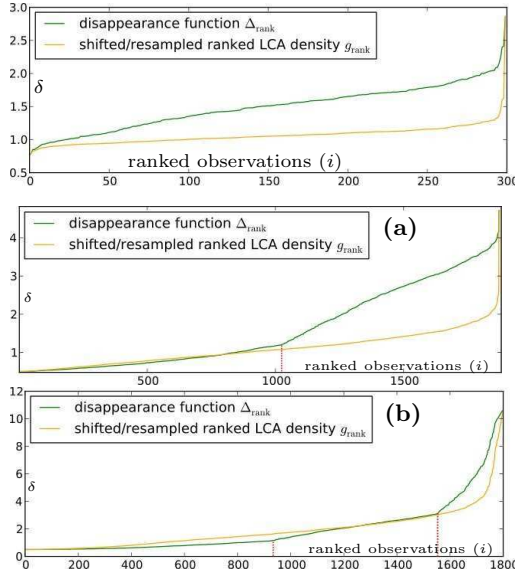 3.0
disappearance function Δrank
shifted/resampled ranked LCA density grank
2.5
2.0
δ
1.5
1.0
ranked observations (i)
0.5
0 50 100 150 200 250 300
disappearance function Δrank
shifted/resampled ranked LCA density grank
(a)
4
3
δ
2
1
ranked observations (i)
500 1000 1500
12
disappearance function Δrank
shifted/resampled ranked LCA density grank
(b)
10
8
δ
6
4
2
ranked observations (i)
0
0 200 400 600 800 1000 1200 1400 1600 1800